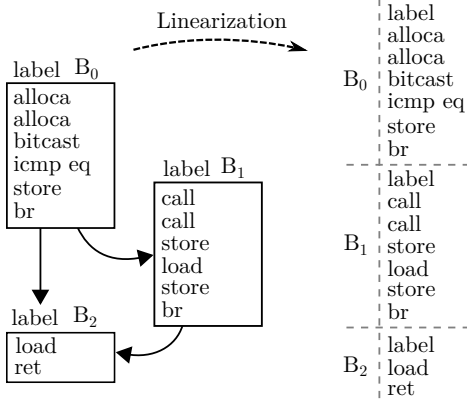 Linearization
label B₀
alloca
alloca
bitcast
icmp eq
store
br
label B₁
call
call
store
load
store
br
label B₂
load
ret
B₀
label
alloca
alloca
bitcast
icmp eq
store
br
B₁
label
call
call
store
load
store
br
B₂
label
load
ret